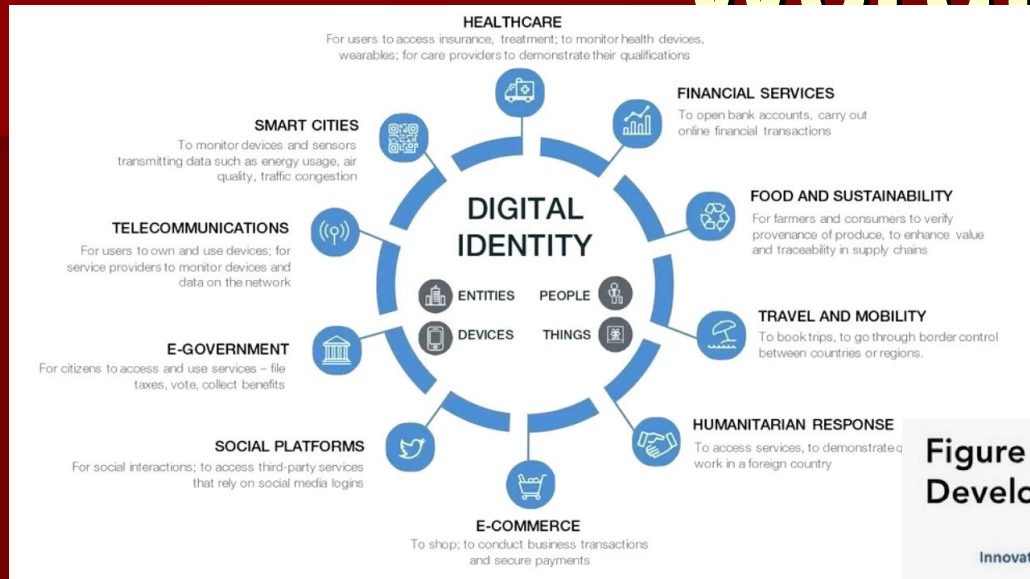 HEALTHCARE
For users to access insurance, treatment; to monitor health devices,
wearables; for care providers to demonstrate their qualifications
FINANCIAL SERVICES
To open bank accounts, carry out
online financial transactions
SMART CITIES
To monitor devices and sensors
transmitting data such as energy usage, air
quality, traffic congestion
FOOD AND SUSTAINABILITY
For farmers and consumers to verify
provenance of produce, to enhance value
and traceability in supply chains
TELECOMMUNICATIONS
For users to own and use devices; for
service providers to monitor devices and
data on the network
DIGITAL
IDENTITY
ENTITIES
PEOPLE
DEVICES
THINGS
TRAVEL AND MOBILITY
To book trips, to go through border control
between countries or regions.
E-GOVERNMENT
For citizens to access and use services – file
taxes, vote, collect benefits
HUMANITARIAN RESPONSE
To access services, to demonstrate
work in a foreign country
SOCIAL PLATFORMS
For social interactions; to access third-party services
that rely on social media logins
E-COMMERCE
To shop; to conduct business transactions
and secure payments
Figure